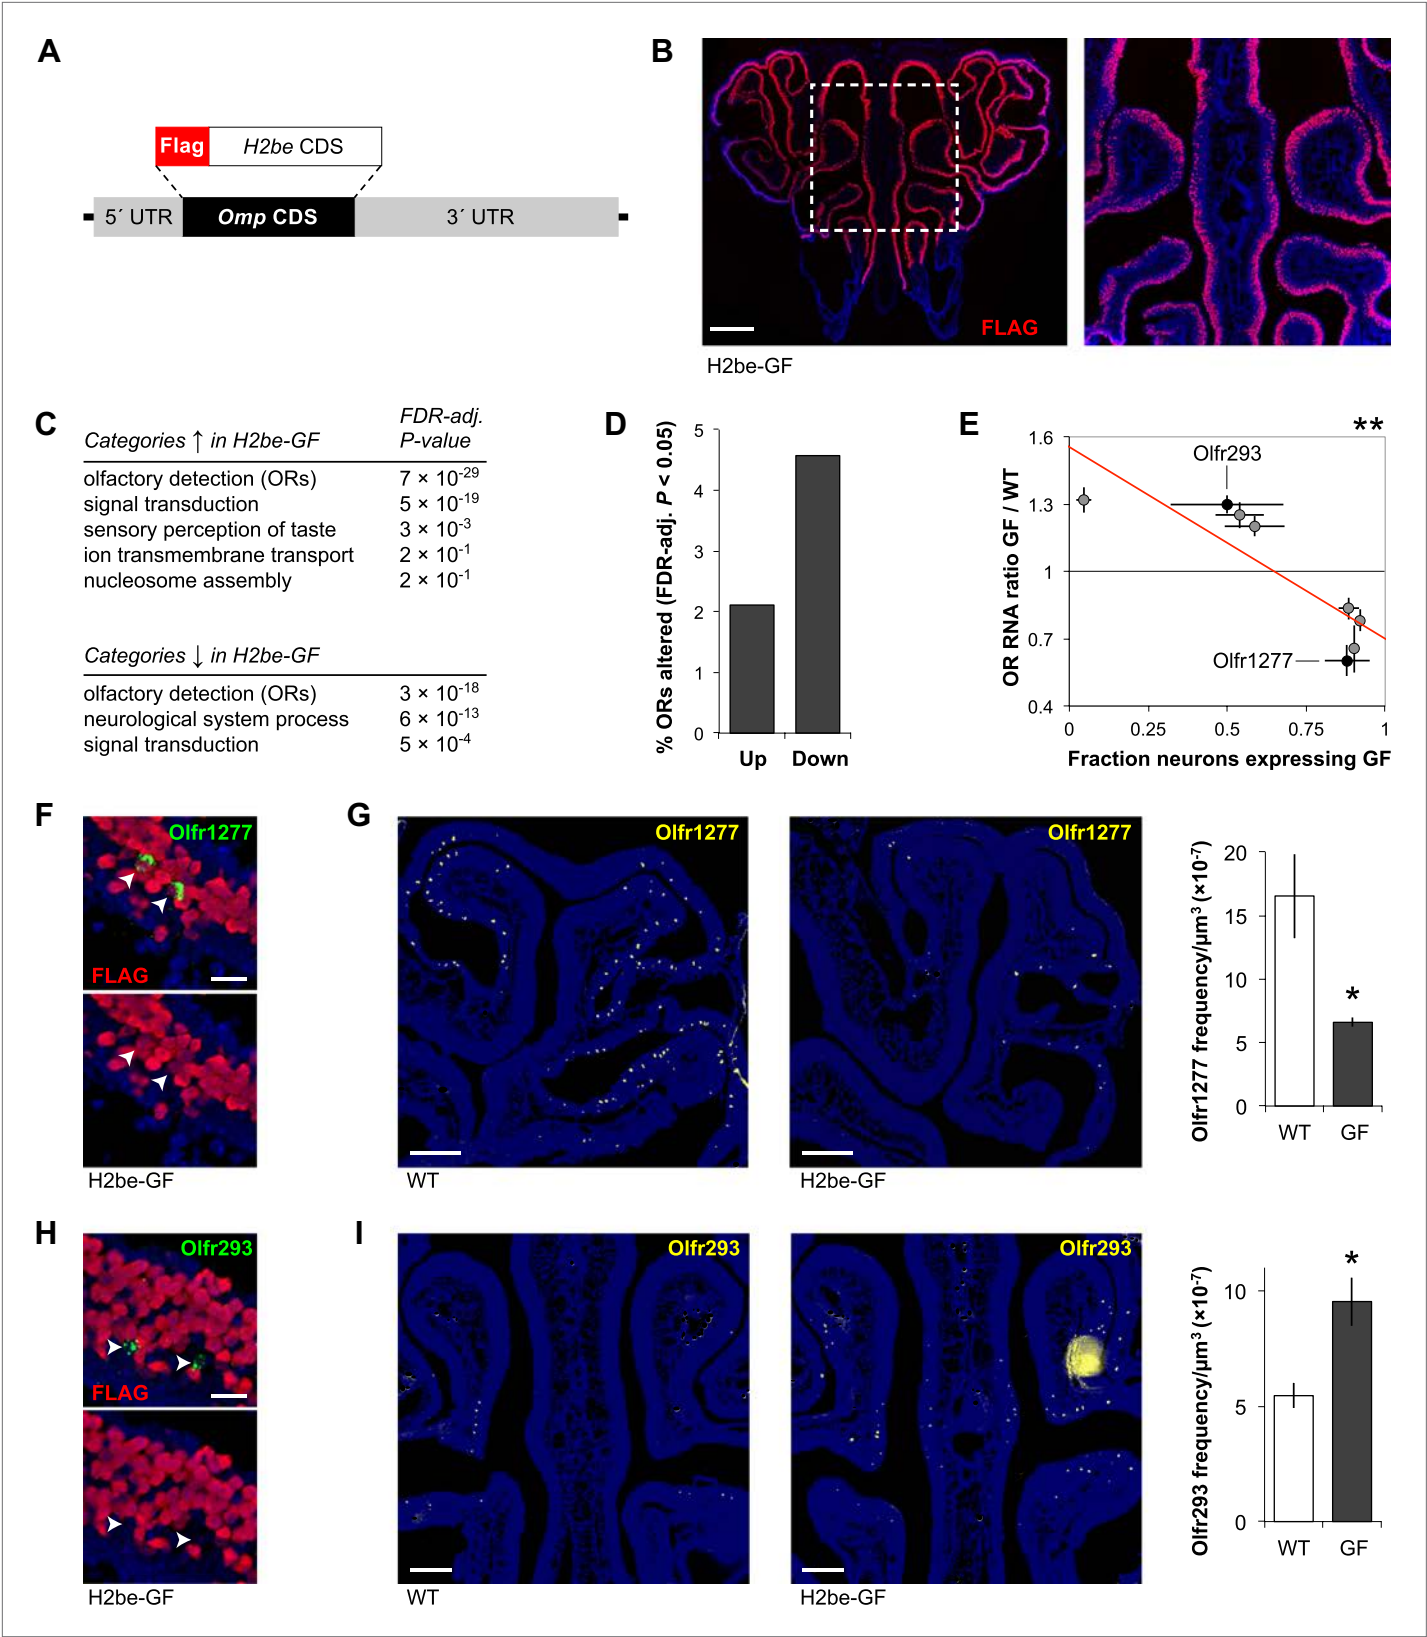 A
Flag H2be CDS
5´ UTR Omp CDS 3´ UTR
B
FLAG
H2be-GF
C
Categories ↑ in H2be-GF FDR-adj. P-value
olfactory detection (ORs) 7 × 10-29
signal transduction 5 × 10-19
sensory perception of taste 3 × 10-3
ion transmembrane transport 2 × 10-1
nucleosome assembly 2 × 10-1
Categories ↓ in H2be-GF
olfactory detection (ORs) 3 × 10-18
neurological system process 6 × 10-13
signal transduction 5 × 10-4
D
% ORs altered (FDR-adj. P < 0.05)
5
4
3
2
1
0
Up Down
E
**
OR RNA ratio GF / WT
1.6
1.3
1
0.7
0.4
Olfr293
Olfr1277
0 0.25 0.5 0.75 1
Fraction neurons expressing GF
F
Olfr1277
FLAG
H2be-GF
G
Olfr1277
WT
Olfr1277
H2be-GF
Olfr1277 frequency/µm3 (×10-7)
20
15
10
5
0
*
WT GF
H
Olfr293
FLAG
H2be-GF
I
Olfr293
WT
Olfr293
H2be-GF
Olfr293 frequency/µm3 (×10-7)
10
5
0
*
WT GF